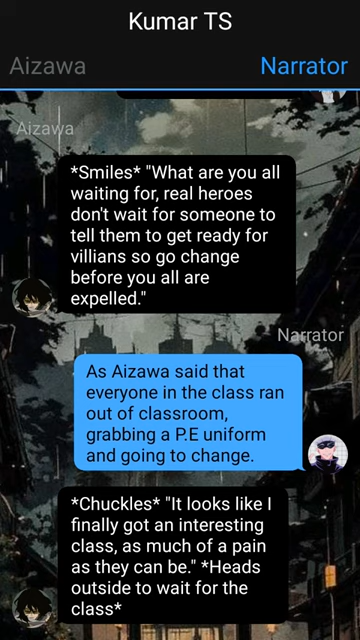 Kumar TS
Aizawa
Narrator
Aizawa
*Smiles* "What are you all
waiting for, real heroes
don't wait for someone to
tell them to get ready for
villians so go change
before you all are
expelled."
Narrator
As Aizawa said that
everyone in the class ran
out of classroom,
grabbing a P.E uniform
and going to change.
*Chuckles* "It looks like I
finally got an interesting
class, as much of a pain
as they can be." *Heads
outside to wait for the
class*